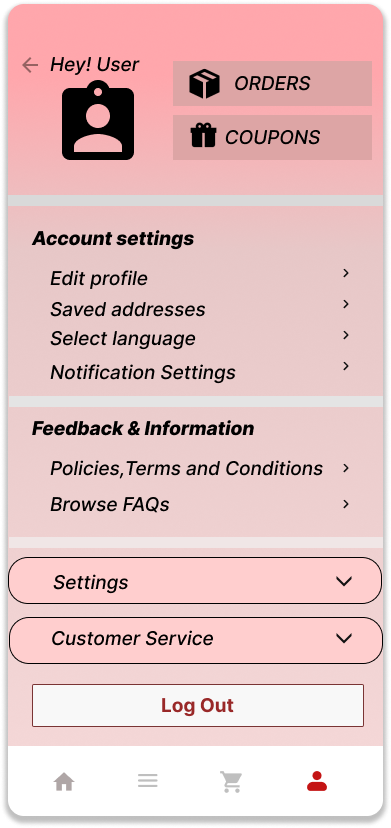 Hey! User
ORDERS
COUPONS
Account settings
Edit profile
Saved addresses
Select language
Notification Settings
Feedback & Information
Policies,Terms and Conditions
Browse FAQs
Settings
Customer Service
Log Out